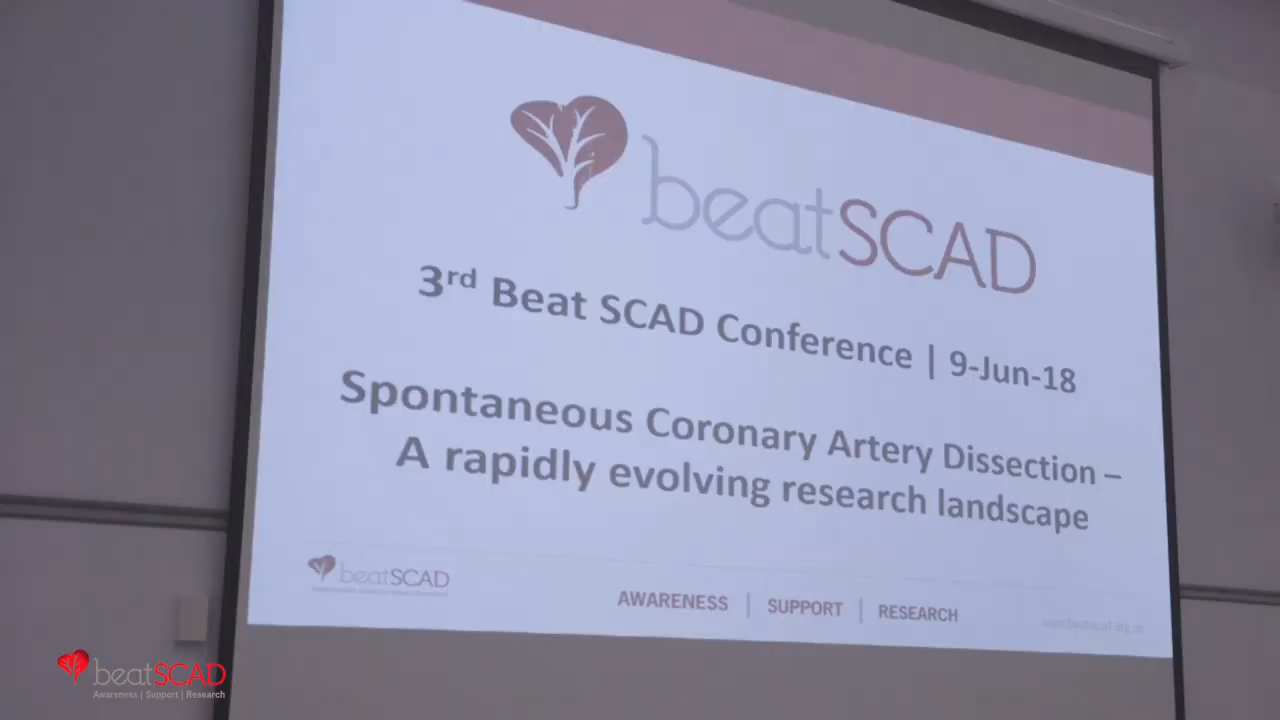 beatSCAD
3rd Beat SCAD Conference | 9-Jun-18
Spontaneous Coronary Artery Dissection –
A rapidly evolving research landscape
beatSCAD
AWARENESS | SUPPORT | RESEARCH
beatSCAD
Awareness | Support | Research